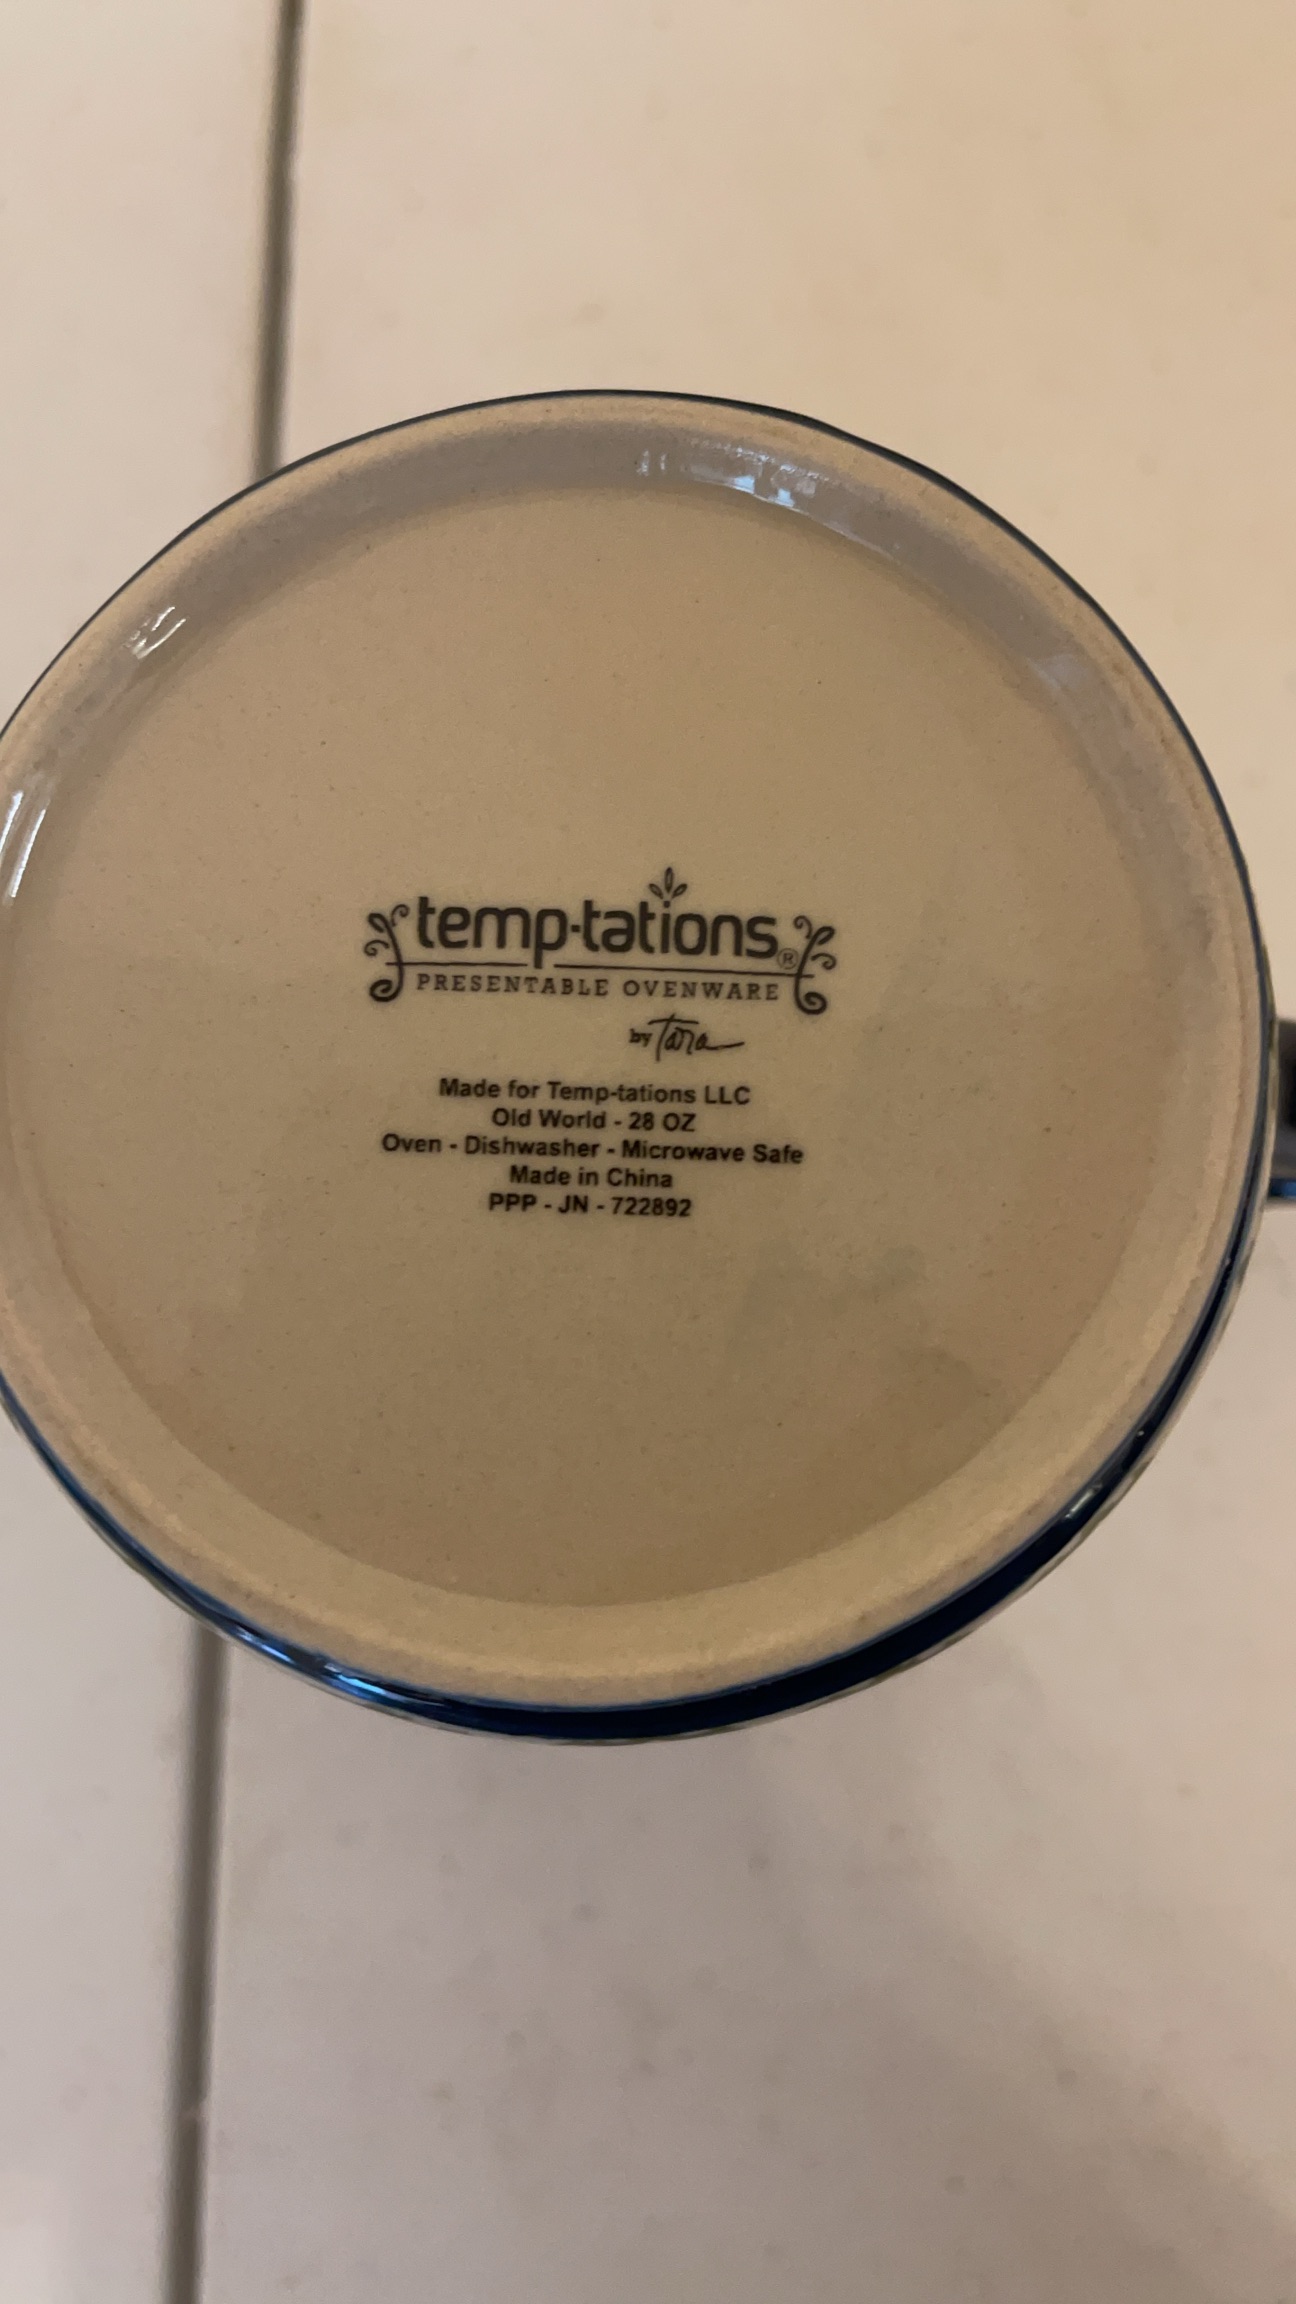 temp-tations®
PRESENTABLE OVENWARE
by Tara
Made for Temp-tations LLC
Old World - 28 OZ
Oven - Dishwasher - Microwave Safe
Made in China
PPP - JN - 722892